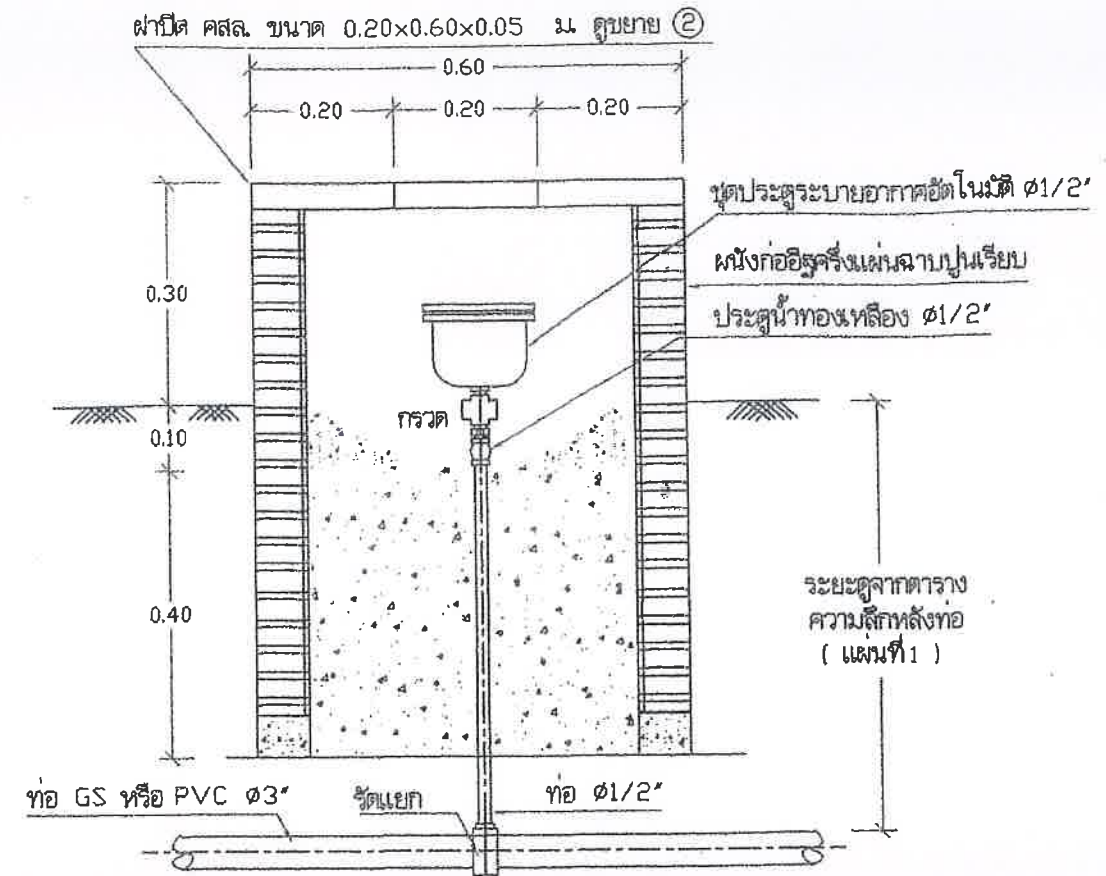 ฝาปิด คสล. ขนาด 0.20x0.60x0.05 ม. ดูขยาย ②
0.60
0.20 0.20 0.20
ชุดประตูระบายอากาศอัตโนมัติ ø1/2"
ผนังก่ออิฐครึ่งแผ่นฉาบปูนเรียบ
0.30
ประตูน้ำทองเหลือง ø1/2"
กรวด
0.10
ระยะดูจากตาราง
0.40
ความลึกหลังท่อ
( แผ่นที่1 )
ท่อ GS หรือ PVC ø3"
รัดแยก
ท่อ ø1/2"